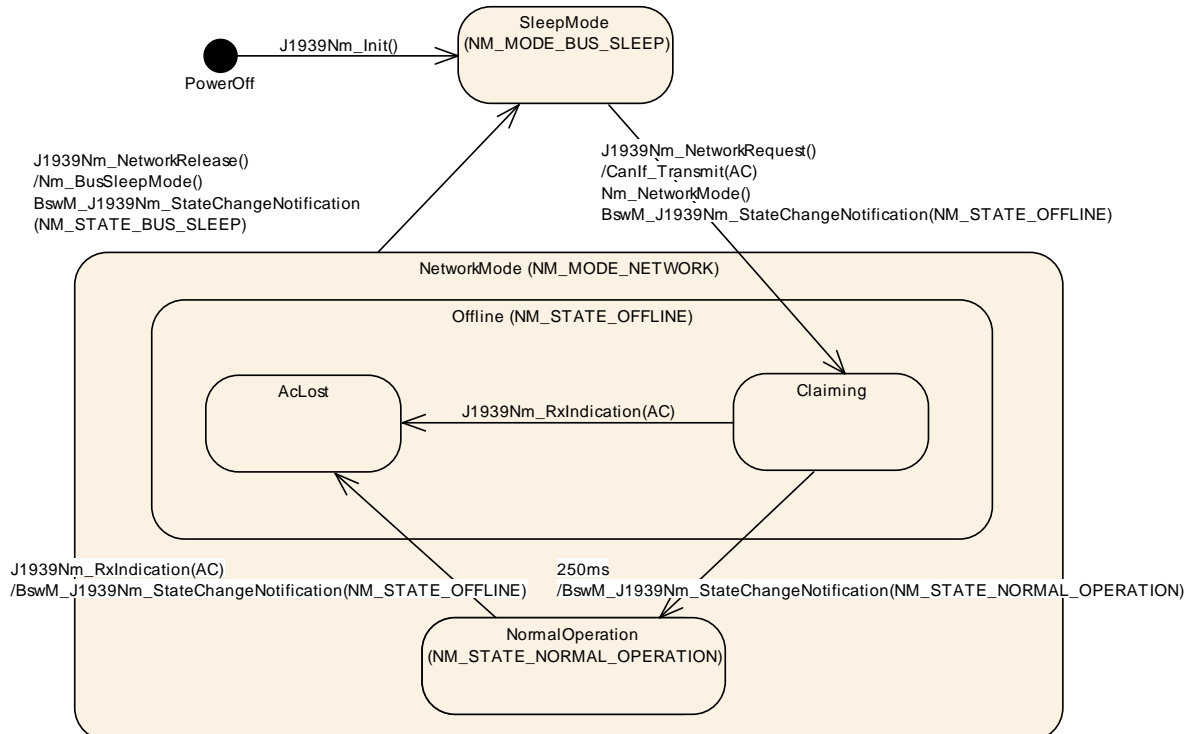 SleepMode
(NM_MODE_BUS_SLEEP)
J1939Nm_Init()
PowerOff
J1939Nm_NetworkRelease()
/Nm_BusSleepMode()
BswM_J1939Nm_StateChangeNotification
(NM_STATE_BUS_SLEEP)
J1939Nm_NetworkRequest()
/CanIf_Transmit(AC)
Nm_NetworkMode()
BswM_J1939Nm_StateChangeNotification(NM_STATE_OFFLINE)
NetworkMode (NM_MODE_NETWORK)
Offline (NM_STATE_OFFLINE)
AcLost
Claiming
J1939Nm_RxIndication(AC)
J1939Nm_RxIndication(AC)
/BswM_J1939Nm_StateChangeNotification(NM_STATE_OFFLINE)
250ms
/BswM_J1939Nm_StateChangeNotification(NM_STATE_NORMAL_OPERATION)
NormalOperation
(NM_STATE_NORMAL_OPERATION)